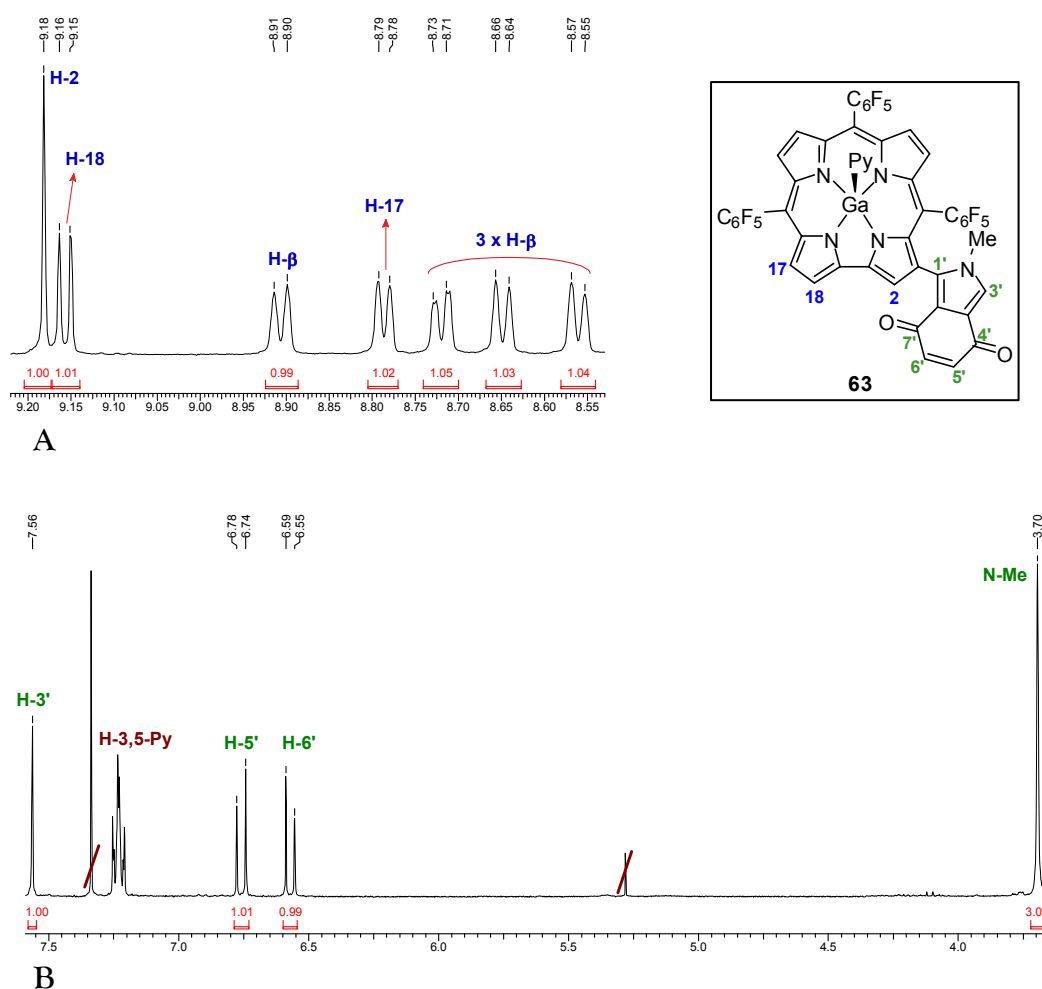 9.18 9.16 9.15 8.91 8.90 8.79 8.78 8.73 8.71 8.66 8.64 8.57 8.55
H-2
H-18
H-β
H-17
3 x H-β
1.00 1.01 0.99 1.02 1.05 1.03 1.04
9.20 9.15 9.10 9.05 9.00 8.95 8.90 8.85 8.80 8.75 8.70 8.65 8.60 8.55
A
C6F5
Py
N N
Ga
C6F5 C6F5
N N
Me
17 1' N
18 2 3'
O 7' 4' O
6' 5'
63
7.56 6.78 6.74 6.59 6.55 3.70
N-Me
H-3'
H-3,5-Py H-5' H-6'
1.00 1.01 0.99 3.0
7.5 7.0 6.5 6.0 5.5 5.0 4.5 4.0
B